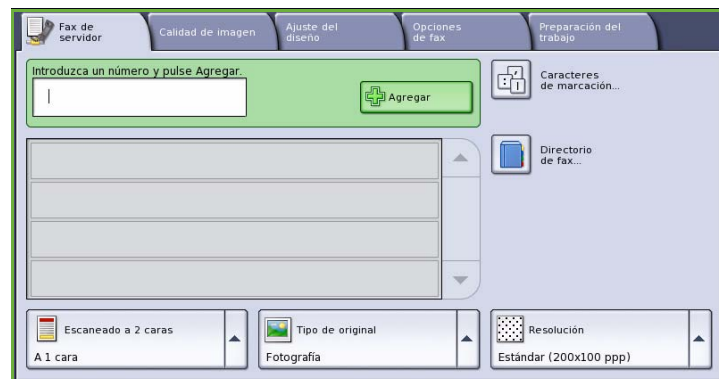 Fax de
servidor
Calidad de imagen
Ajuste del
diseño
Opciones
de fax
Preparación del
trabajo
Introduzca un número y pulse Agregar.
Agregar
Caracteres
de marcación...
Directorio
de fax...
Escaneado a 2 caras
A 1 cara
Tipo de original
Fotografía
Resolución
Estándar (200x100 ppp)